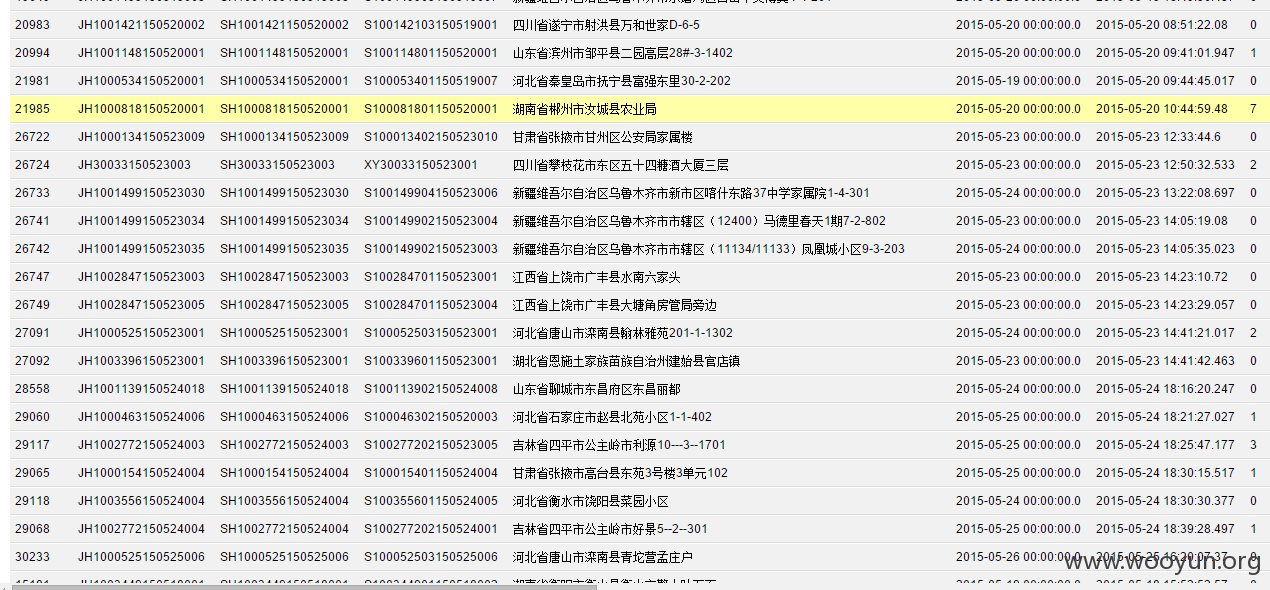 20983 JH1001421150520002 SH1001421150520002 S100142103150519001 四川省遂宁市射洪县万和世家D-6-5 2015-05-20 00:00:00.0 2015-05-20 08:51:22.08 0
20994 JH1001148150520001 SH1001148150520001 S100114801150520001 山东省滨州市邹平县二园高层28#-3-1402 2015-05-20 00:00:00.0 2015-05-20 09:41:01.947 1
21981 JH1000534150520001 SH1000534150520001 S100053401150519007 河北省秦皇岛市抚宁县富强东里30-2-202 2015-05-19 00:00:00.0 2015-05-20 09:44:45.017 0
21985 JH1000818150520001 SH1000818150520001 S100081801150520001 湖南省郴州市汝城县农业局 2015-05-20 00:00:00.0 2015-05-20 10:44:59.48 7
26722 JH1000134150523009 SH1000134150523009 S100013402150523010 甘肃省张掖市甘州区公安局家属楼 2015-05-23 00:00:00.0 2015-05-23 12:33:44.6 0
26724 JH30033150523003 SH30033150523003 XY30033150523001 四川省攀枝花市东区五十四糖酒大厦三层 2015-05-23 00:00:00.0 2015-05-23 12:50:32.533 2
26733 JH1001499150523030 SH1001499150523030 S100149904150523006 新疆维吾尔自治区乌鲁木齐市新市区喀什东路37中学家属院1-4-301 2015-05-24 00:00:00.0 2015-05-23 13:22:08.697 0
26741 JH1001499150523034 SH1001499150523034 S100149902150523004 新疆维吾尔自治区乌鲁木齐市市辖区（12400）马德里春天1期7-2-802 2015-05-23 00:00:00.0 2015-05-23 14:05:19.08 0
26742 JH1001499150523035 SH1001499150523035 S100149902150523003 新疆维吾尔自治区乌鲁木齐市市辖区（11134/11133）凤凰城小区9-3-203 2015-05-24 00:00:00.0 2015-05-23 14:05:35.023 0
26747 JH1002847150523003 SH1002847150523003 S100284701150523001 江西省上饶市广丰县水南六家头 2015-05-23 00:00:00.0 2015-05-23 14:23:10.72 0
26749 JH1002847150523005 SH1002847150523005 S100284701150523004 江西省上饶市广丰县大塘角房管局旁边 2015-05-23 00:00:00.0 2015-05-23 14:23:29.057 0
27091 JH1000525150523001 SH1000525150523001 S100052503150523001 河北省唐山市滦南县翰林雅苑201-1-1302 2015-05-24 00:00:00.0 2015-05-23 14:41:21.017 2
27092 JH1003396150523001 SH1003396150523001 S100339601150523001 湖北省恩施土家族苗族自治州建始县官店镇 2015-05-23 00:00:00.0 2015-05-23 14:41:42.463 0
28558 JH1001139150524018 SH1001139150524018 S100113902150524008 山东省聊城市东昌府区东昌丽都 2015-05-24 00:00:00.0 2015-05-24 18:16:20.247 0
29060 JH1000463150524006 SH1000463150524006 S100046302150520003 河北省石家庄市赵县北苑小区1-1-402 2015-05-25 00:00:00.0 2015-05-24 18:21:27.027 1
29117 JH1002772150524003 SH1002772150524003 S100277202150523005 吉林省四平市公主岭市利源10---3--1701 2015-05-25 00:00:00.0 2015-05-24 18:25:47.177 3
29065 JH1000154150524004 SH1000154150524004 S100015401150524004 甘肃省张掖市高台县东苑3号楼3单元102 2015-05-25 00:00:00.0 2015-05-24 18:30:15.517 1
29118 JH1003556150524004 SH1003556150524004 S100355601150524005 河北省衡水市饶阳县菜园小区 2015-05-24 00:00:00.0 2015-05-24 18:30:30.377 0
29068 JH1002772150524004 SH1002772150524004 S100277202150524001 吉林省四平市公主岭市好景5--2--301 2015-05-25 00:00:00.0 2015-05-24 18:39:28.497 1
30233 JH1000525150525006 SH1000525150525006 S100052503150525006 河北省唐山市滦南县青坨营孟庄户 2015-05-26 00:00:00.0 2015-05-25 16:20:07.37
www.wooyun.org